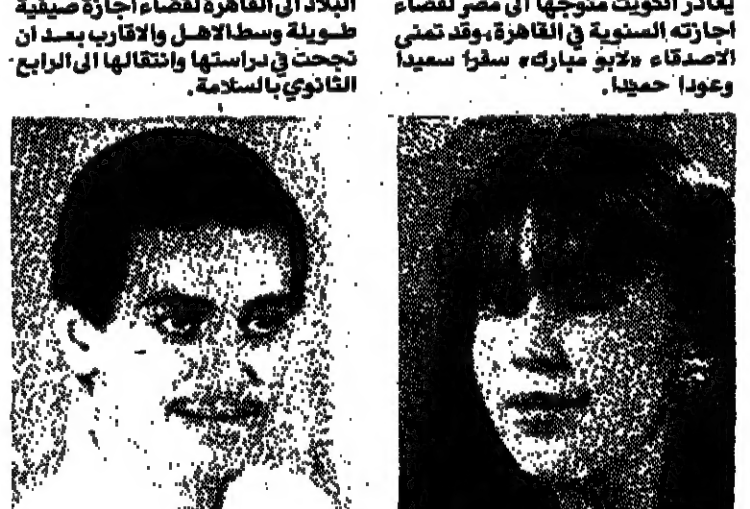 يغادر الكويت متوجها الى مصر لقضاء
اجازته السنوية في القاهرة، وقد تمنى
الاصدقاء «لابو مبارك» سفرا سعيدا
وعودا حميدا.
البلاد الى القاهرة لقضاء اجازة صيفية
طويلة وسط الاهل والاقارب بعد ان
نجحت في دراستها وانتقالها الى الرابع
الثانوي بالسلامة.